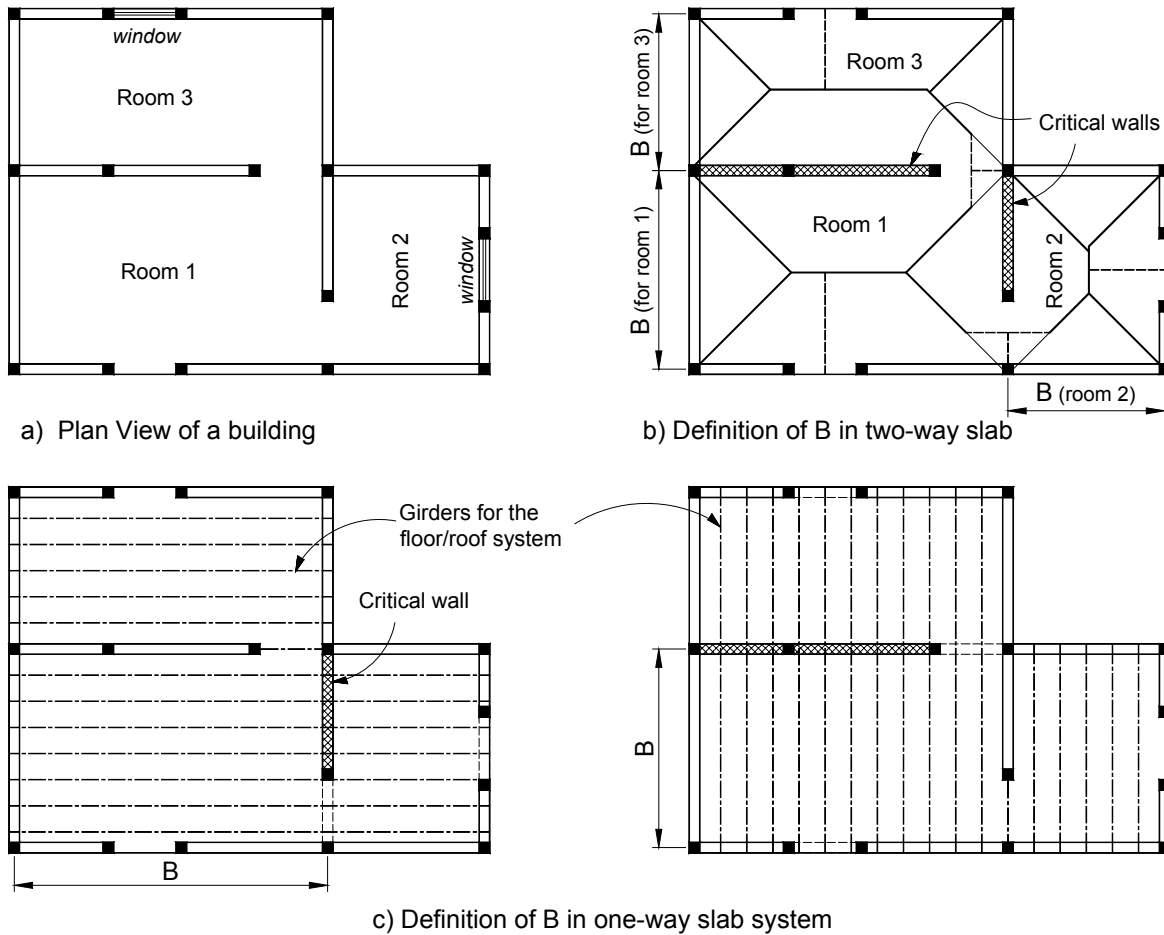 window
Room 3
Room 1
Room 2
window
a) Plan View of a building
B (for room 3)
Room 3
Critical walls
B (for room 1)
Room 1
Room 2
B (room 2)
b) Definition of B in two-way slab
Girders for the
floor/roof system
Critical wall
B
B
c) Definition of B in one-way slab system